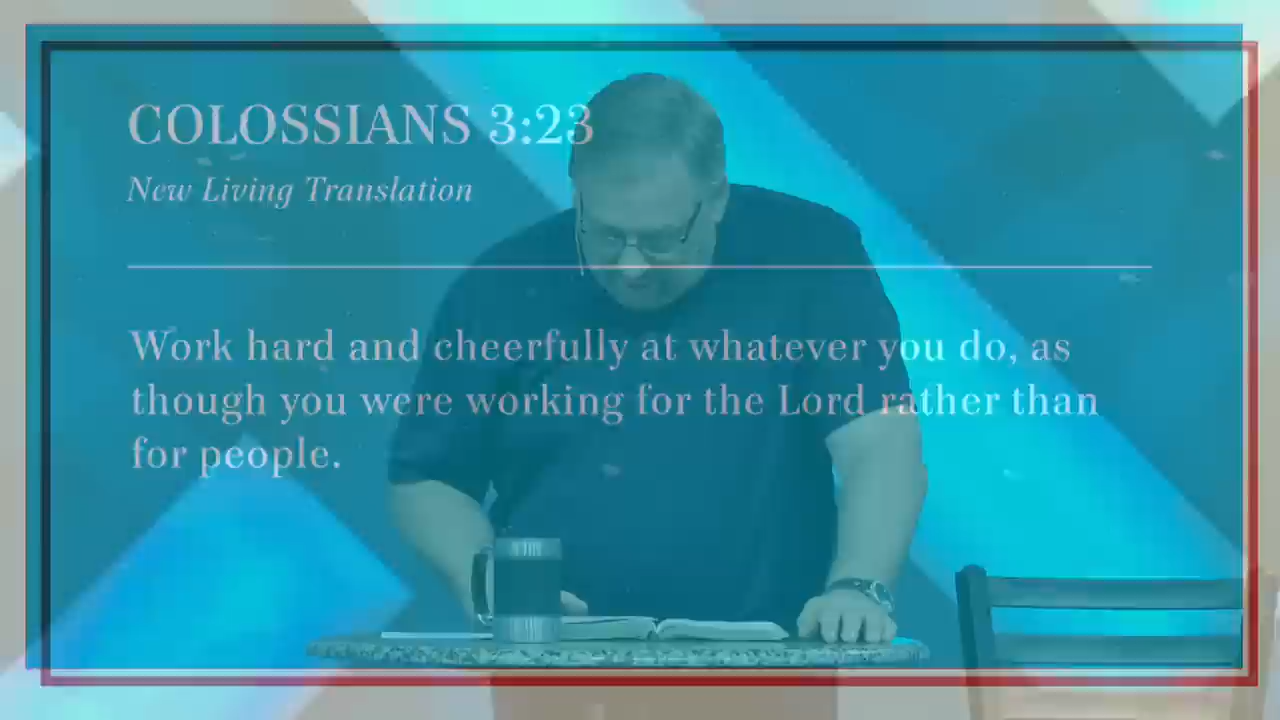 COLOSSIANS 3:23
New Living Translation
Work hard and cheerfully at whatever you do, as
though you were working for the Lord rather than
for people.